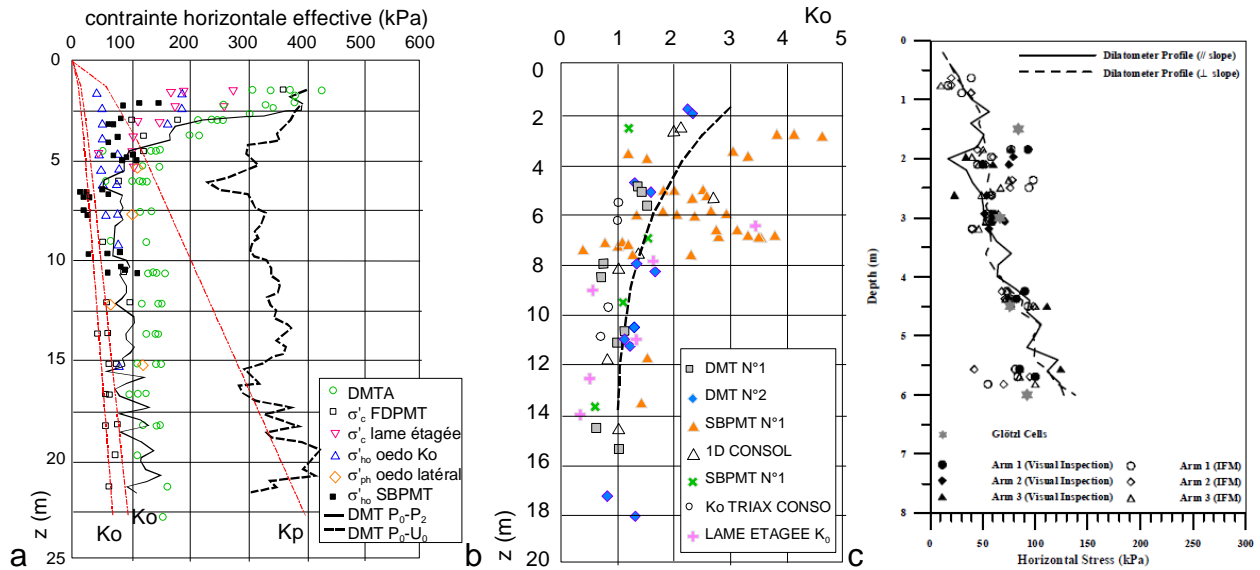 contrainte horizontale effective (kPa)
0 100 200 300 400 500 600
0
5
10
15
20
25
z (m)
Ko
Ko
Kp
DMTA
σ'c FDPMT
σ'c lame étagée
σ'ho oedo Ko
σ'ph oedo latéral
σ'ho SBPMT
DMT P0-P2
DMT P0-U0
a
Ko
0 1 2 3 4 5
0
2
4
6
8
10
12
14
16
18
20
z (m)
DMT N°1
DMT N°2
SBPMT N°1
1D CONSOL
SBPMT N°1
Ko TRIAX CONSO
LAME ETAGEE K0
b
Dilatometer Profile (// slope)
Dilatometer Profile (⊥ slope)
0
1
2
3
4
5
6
7
8
Depth (m)
Glötzl Cells
Arm 1 (Visual Inspection) Arm 1 (IFM)
Arm 2 (Visual Inspection) Arm 2 (IFM)
Arm 3 (Visual Inspection) Arm 3 (IFM)
0 50 100 150 200 250 300
Horizontal Stress (kPa)
c